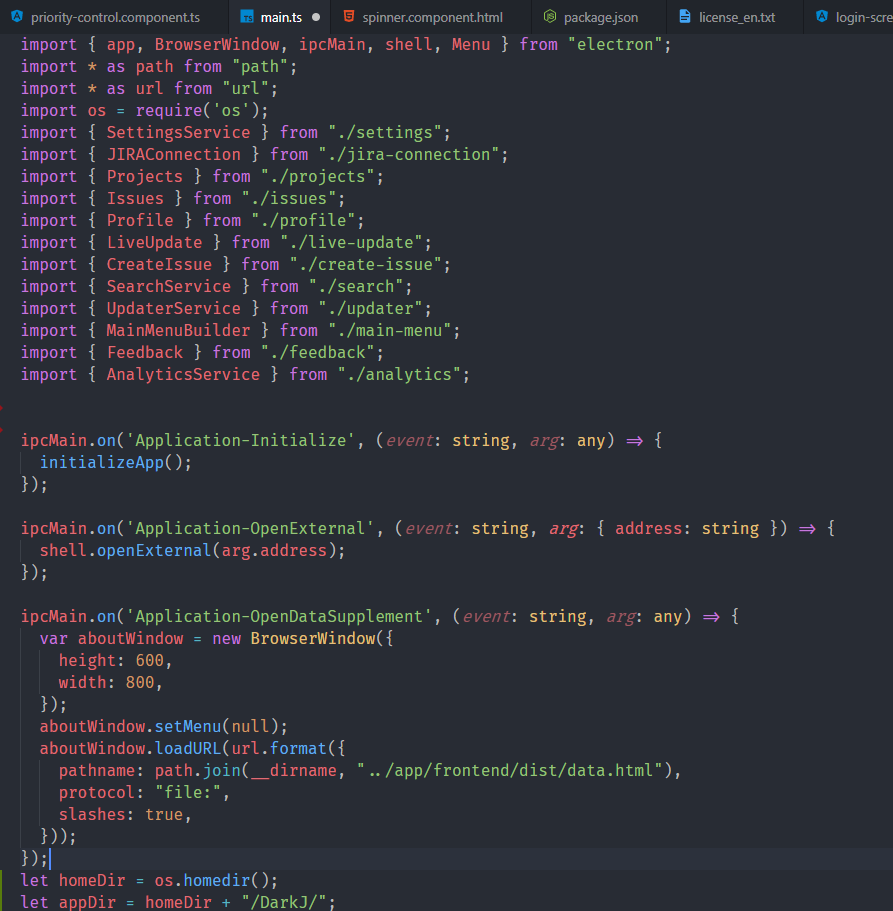 priority-control.component.ts main.ts spinner.component.html package.json license_en.txt login-scre
import { app, BrowserWindow, ipcMain, shell, Menu } from "electron";
import * as path from "path";
import * as url from "url";
import os = require('os');
import { SettingsService } from "./settings";
import { JIRAConnection } from "./jira-connection";
import { Projects } from "./projects";
import { Issues } from "./issues";
import { Profile } from "./profile";
import { LiveUpdate } from "./live-update";
import { CreateIssue } from "./create-issue";
import { SearchService } from "./search";
import { UpdaterService } from "./updater";
import { MainMenuBuilder } from "./main-menu";
import { Feedback } from "./feedback";
import { AnalyticsService } from "./analytics";
ipcMain.on('Application-Initialize', (event: string, arg: any) => {
  initializeApp();
});
ipcMain.on('Application-OpenExternal', (event: string, arg: { address: string }) => {
  shell.openExternal(arg.address);
});
ipcMain.on('Application-OpenDataSupplement', (event: string, arg: any) => {
  var aboutWindow = new BrowserWindow({
    height: 600,
    width: 800,
  });
  aboutWindow.setMenu(null);
  aboutWindow.loadURL(url.format({
    pathname: path.join(__dirname, "../app/frontend/dist/data.html"),
    protocol: "file:",
    slashes: true,
  }));
});
let homeDir = os.homedir();
let appDir = homeDir + "/DarkJ/";